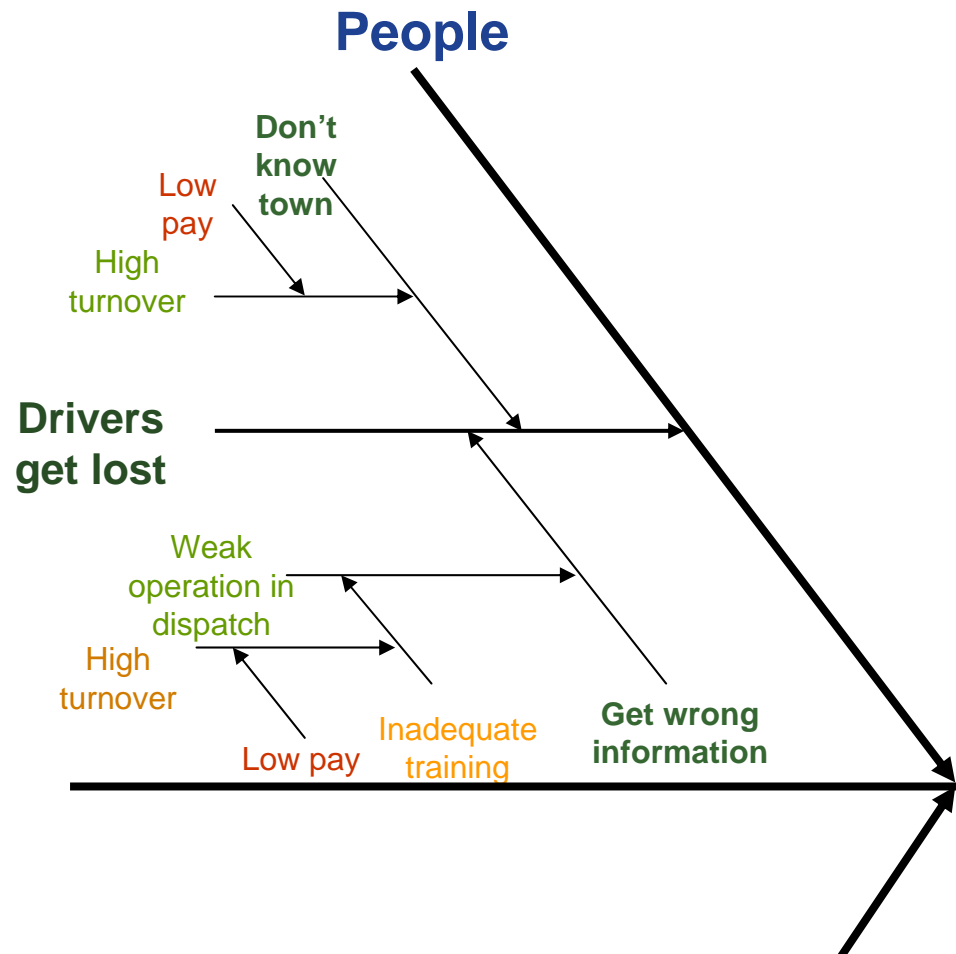 People
Don’t
know
town
Low
pay
High
turnover
Drivers
get lost
Weak
operation in
dispatch
High
turnover
Low pay
Inadequate
training
Get wrong
information